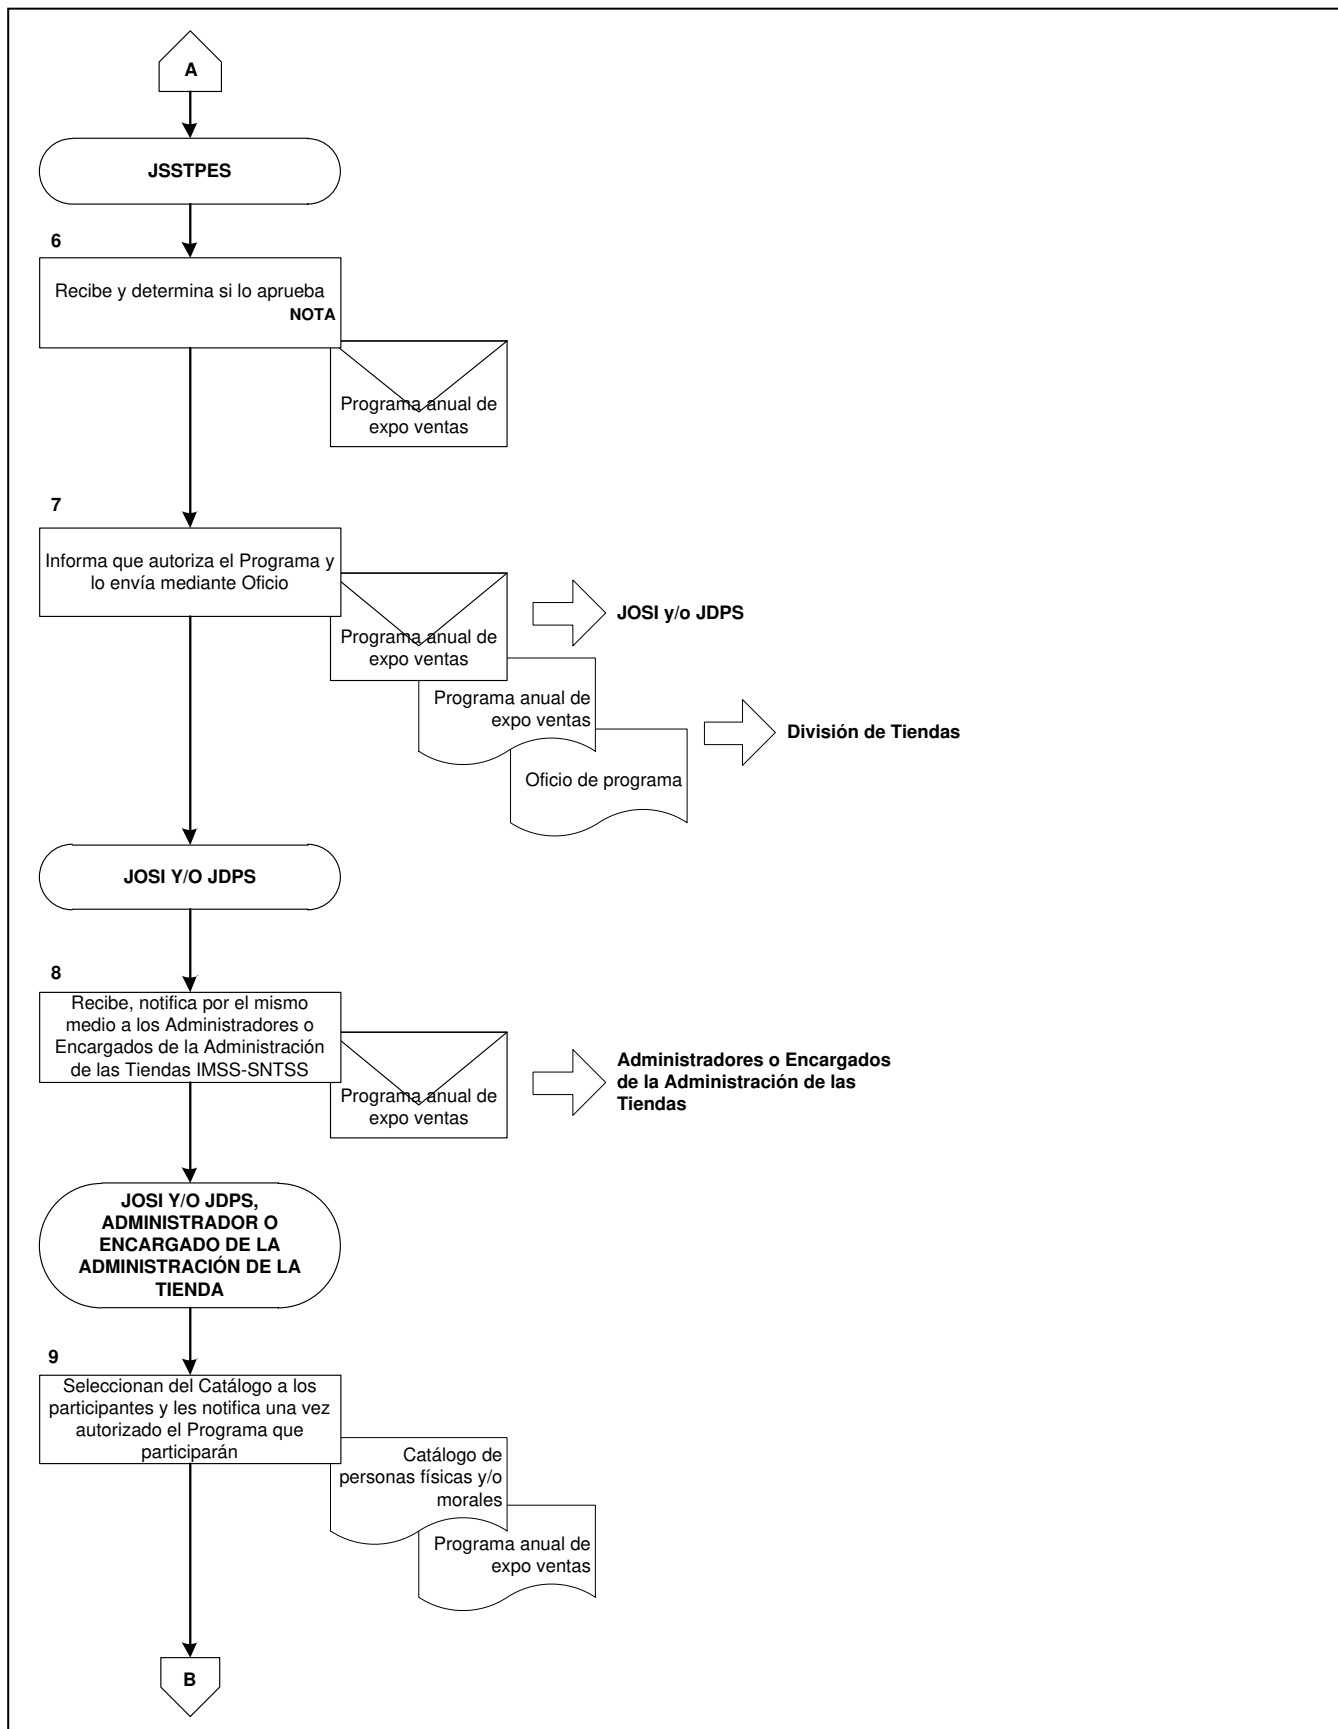 A
JSSTPES
6
Recibe y determina si lo aprueba
NOTA
Programa anual de
expo ventas
7
Informa que autoriza el Programa y
lo envía mediante Oficio
Programa anual de
expo ventas
JOSI y/o JDPS
Programa anual de
expo ventas
División de Tiendas
Oficio de programa
JOSI Y/O JDPS
8
Recibe, notifica por el mismo
medio a los Administradores o
Encargados de la Administración
de las Tiendas IMSS-SNTSS
Programa anual de
expo ventas
Administradores o Encargados
de la Administración de las
Tiendas
JOSI Y/O JDPS,
ADMINISTRADOR O
ENCARGADO DE LA
ADMINISTRACIÓN DE LA
TIENDA
9
Seleccionan del Catálogo a los
participantes y les notifica una vez
autorizado el Programa que
participarán
Catálogo de
personas físicas y/o
morales
Programa anual de
expo ventas
B